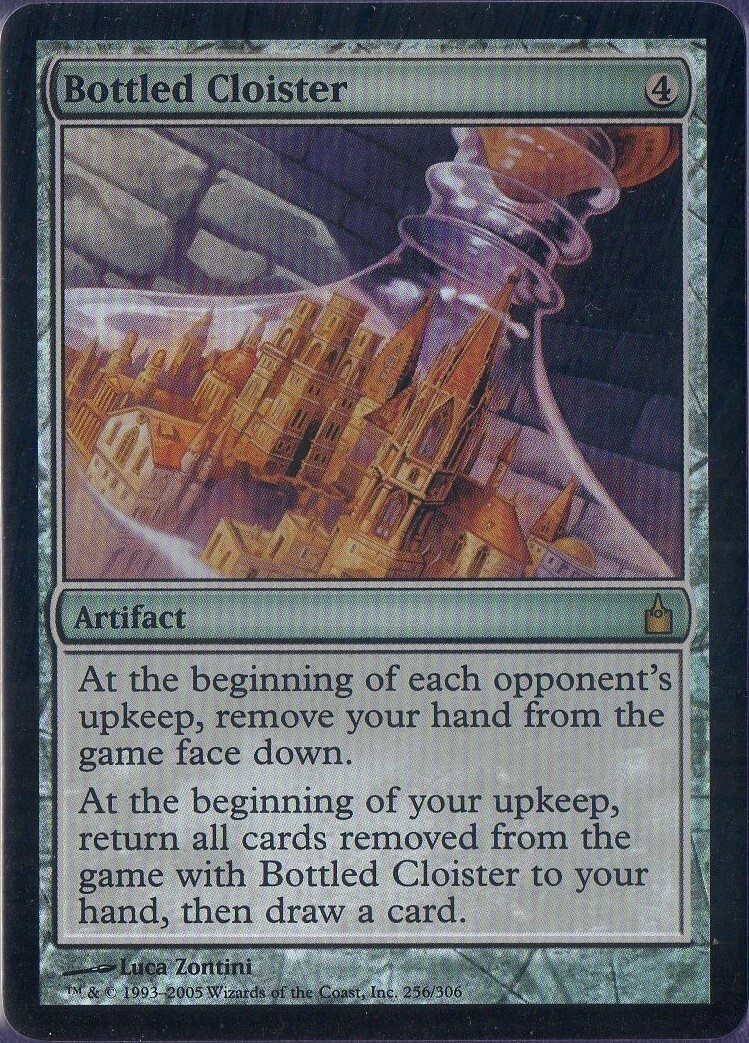 Bottled Cloister 4
Artifact
At the beginning of each opponent's
upkeep, remove your hand from the
game face down.
At the beginning of your upkeep,
return all cards removed from the
game with Bottled Cloister to your
hand, then draw a card.
Luca Zontini
™ & © 1993–2005 Wizards of the Coast, Inc. 256/306